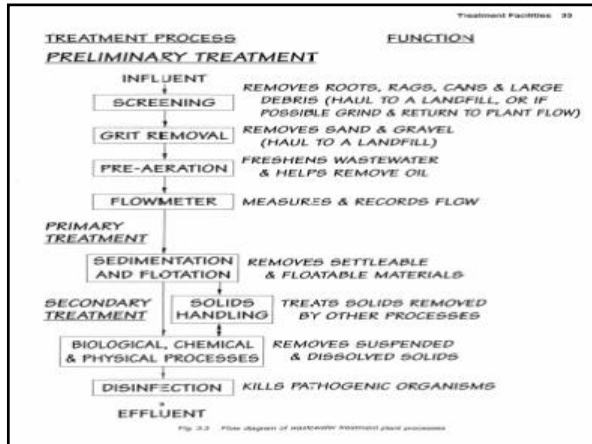 Treatment Facilities 33
TREATMENT PROCESS FUNCTION
PRELIMINARY TREATMENT
INFLUENT
SCREENING
REMOVES ROOTS, RAGS, CANS & LARGE
DEBRIS (HAUL TO A LANDFILL, OR IF
POSSIBLE GRIND & RETURN TO PLANT FLOW)
GRIT REMOVAL
REMOVES SAND & GRAVEL
(HAUL TO A LANDFILL)
PRE-AERATION
FRESHENS WASTEWATER
& HELPS REMOVE OIL
FLOWMETER
MEASURES & RECORDS FLOW
PRIMARY
TREATMENT
SEDIMENTATION
AND FLOTATION
REMOVES SETTLEABLE
& FLOATABLE MATERIALS
SECONDARY
TREATMENT
SOLIDS
HANDLING
TREATS SOLIDS REMOVED
BY OTHER PROCESSES
BIOLOGICAL, CHEMICAL
& PHYSICAL PROCESSES
REMOVES SUSPENDED
& DISSOLVED SOLIDS
DISINFECTION
KILLS PATHOGENIC ORGANISMS
EFFLUENT
Fig. 3.3 Flow diagram of wastewater treatment plant processes